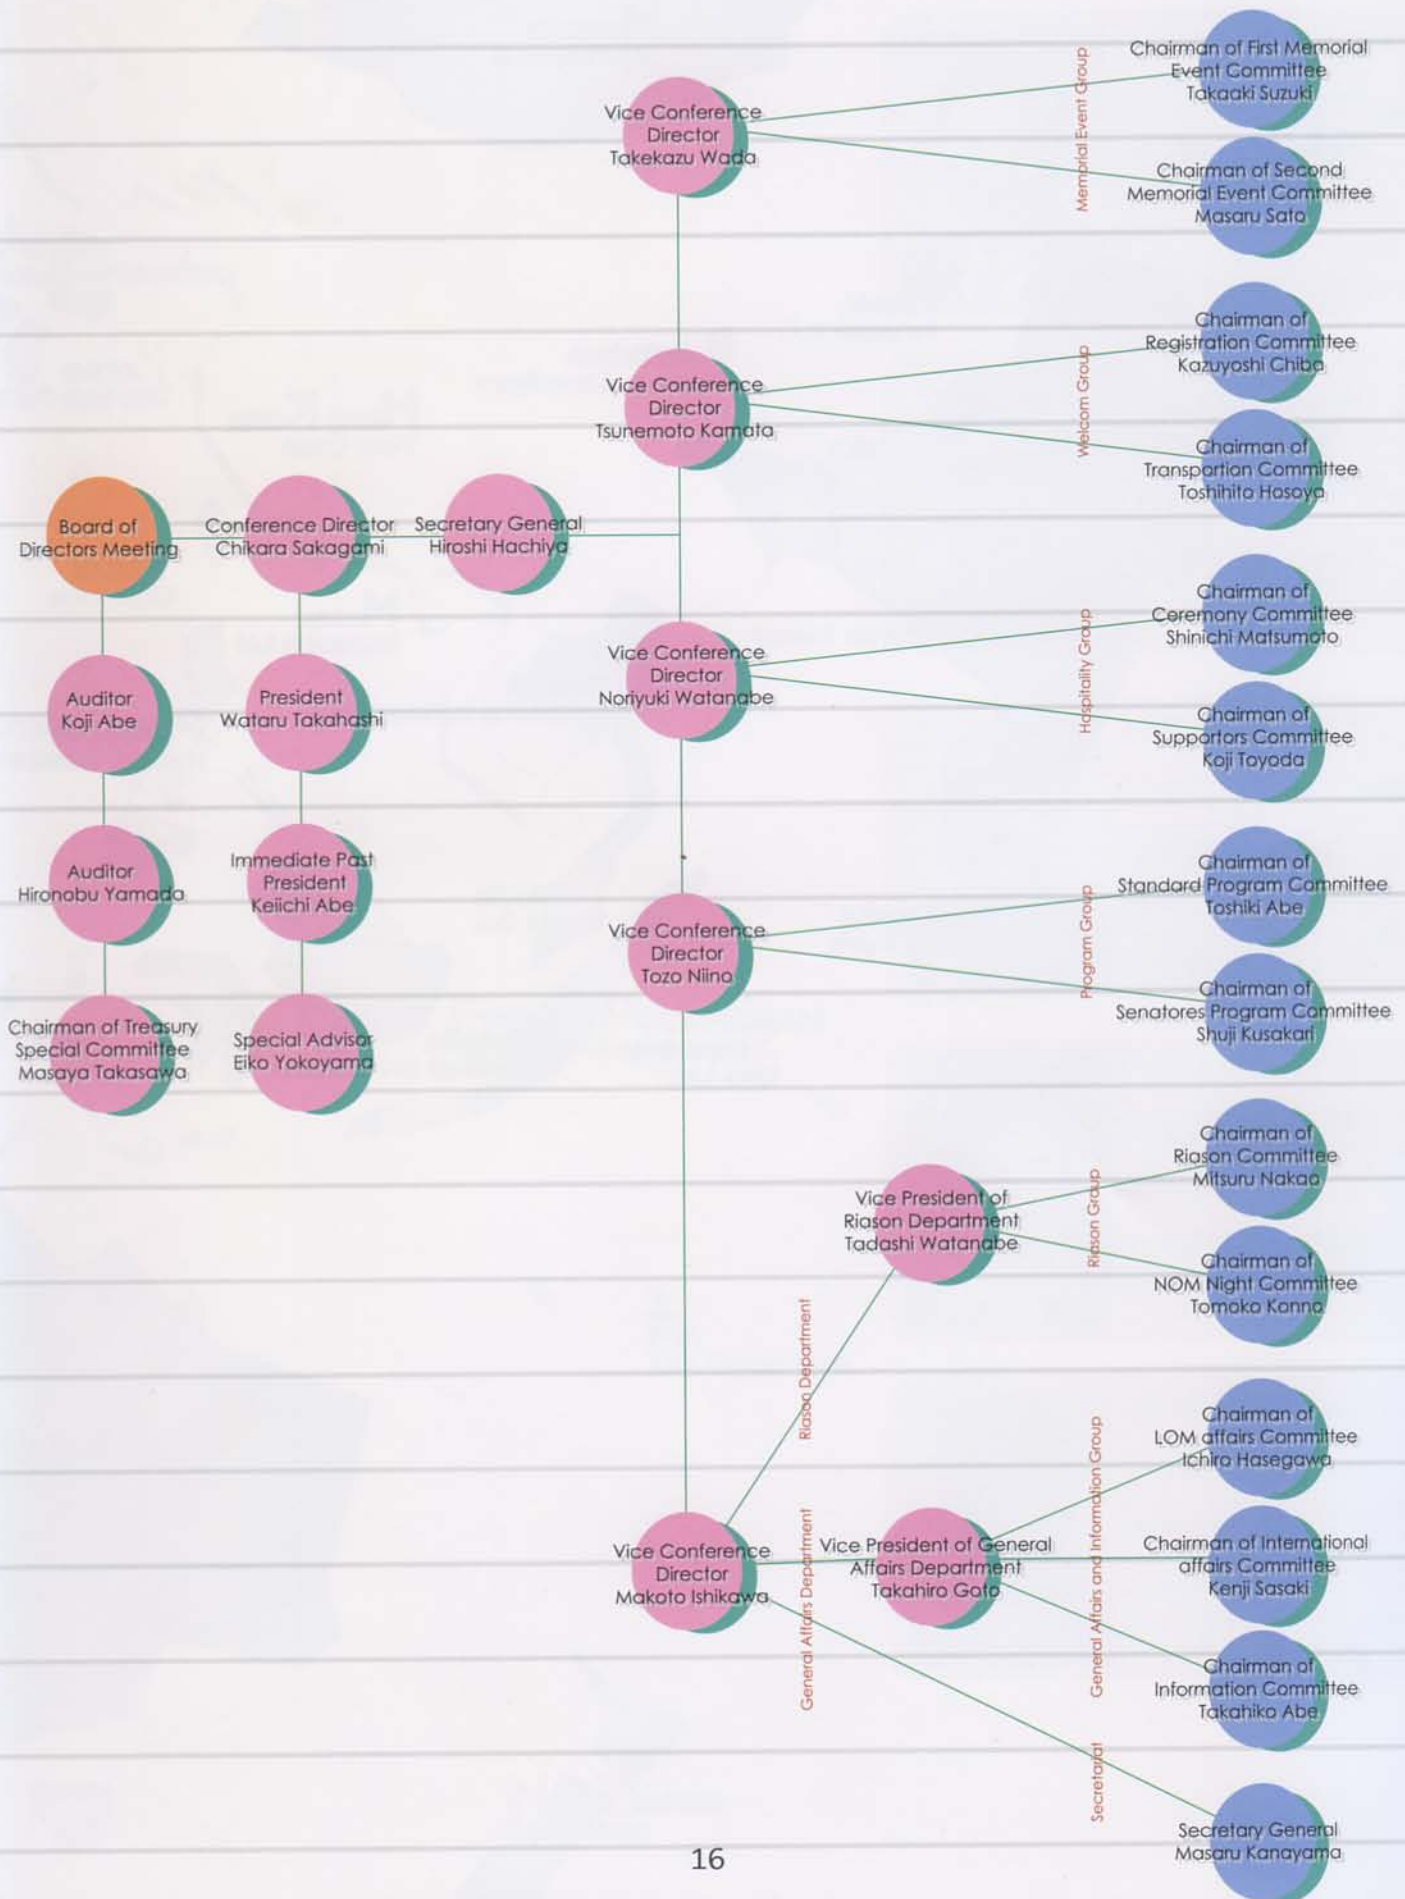 Board of
Directors Meeting
Auditor
Koji Abe
Auditor
Hironobu Yamada
Chairman of Treasury
Special Committee
Masaya Takasawa
Conference Director
Chikara Sakagami
President
Wataru Takahashi
Immediate Past
President
Keiichi Abe
Special Advisor
Eiko Yokoyama
Secretary General
Hiroshi Hachiya
Vice Conference
Director
Takekazu Wada
Memorial Event Group
Chairman of First Memorial
Event Committee
Takaaki Suzuki
Chairman of Second
Memorial Event Committee
Masaru Sato
Vice Conference
Director
Tsunemoto Kamata
Welcom Group
Chairman of
Registration Committee
Kazuyoshi Chiba
Chairman of
Transportion Committee
Toshihito Hosoya
Vice Conference
Director
Noriyuki Watanabe
Hospitality Group
Chairman of
Ceremony Committee
Shinichi Matsumoto
Chairman of
Supportors Committee
Koji Toyoda
Vice Conference
Director
Tozo Niino
Program Group
Chairman of
Standard Program Committee
Toshiki Abe
Chairman of
Senatores Program Committee
Shuji Kusakari
Vice Conference
Director
Makoto Ishikawa
Riason Department
Vice President of
Riason Department
Tadashi Watanabe
Riason Group
Chairman of
Riason Committee
Mitsuru Nakao
Chairman of
NOM Night Committee
Tomoko Konno
General Affairs Department
Vice President of General
Affairs Department
Takahiro Goto
General Affairs and Information Group
Chairman of
LOM affairs Committee
Ichiro Hasegawa
Chairman of International
affairs Committee
Kenji Sasaki
Chairman of
Information Committee
Takahiko Abe
Secretariat
Secretary General
Masaru Kanayama
16